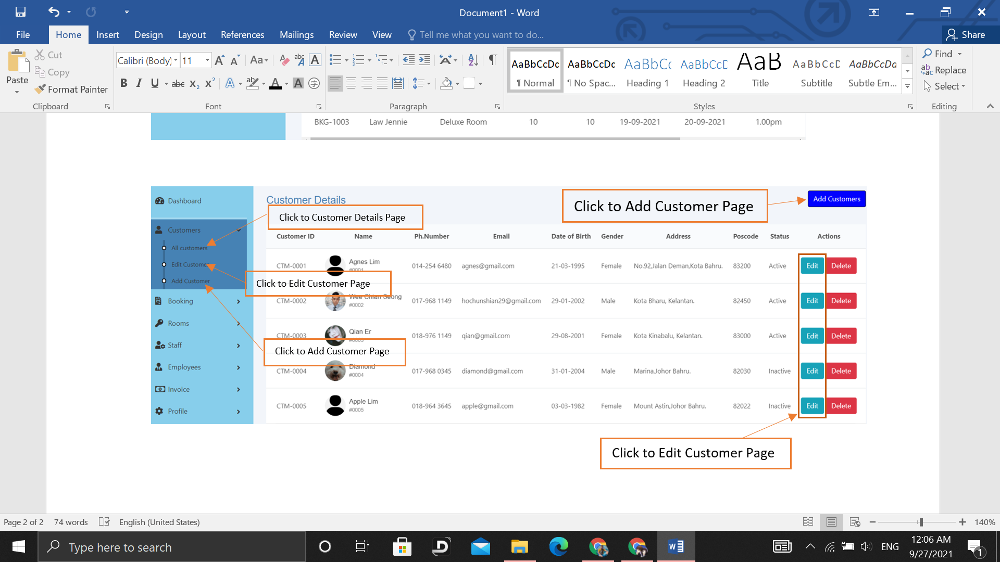 Document1 - Word
File Home Insert Design Layout References Mailings Review View Tell me what you want to do... Share
Cut
Copy
Paste
Format Painter
Clipboard
Calibri (Body) 11
Font
Paragraph
AaBbCcDc AaBbCcDc AaBbCc AaBbCcD AaB AaBbCcD AaBbCcDa
¶ Normal ¶ No Spac... Heading 1 Heading 2 Title Subtitle Subtle Em...
Styles
Find
Replace
Select
Editing
BKG-1003 Law Jennie Deluxe Room 10 10 19-09-2021 20-09-2021 1.00pm
Dashboard
Customers
All customers
Edit Customer
Add Customer
Booking
Rooms
Staff
Employees
Invoice
Profile
Customer Details
Add Customers
Click to Add Customer Page
Click to Customer Details Page
Customer ID Name Ph.Number Email Date of Birth Gender Address Poscode Status Actions
CTM-0001 Agnes Lim #0001 014-254 6480 agnes@gmail.com 21-03-1995 Female No.92,Jalan Deman,Kota Bahru. 83200 Active Edit Delete
Click to Edit Customer Page
CTM-0002 Wee Chian Seong #0002 017-968 1149 hochunshian29@gmail.com 29-01-2002 Male Kota Bharu, Kelantan. 82450 Active Edit Delete
CTM-0003 Qian Er #0003 018-976 1149 qian@gmail.com 29-08-2001 Female Kota Kinabalu, Kelantan. 83000 Active Edit Delete
Click to Add Customer Page
CTM-0004 Diamond #0004 017-968 0345 diamond@gmail.com 31-01-2004 Male Marina,Johor Bahru. 82030 Inactive Edit Delete
CTM-0005 Apple Lim #0005 018-964 3645 apple@gmail.com 03-03-1982 Female Mount Astin,Johor Bahru. 82022 Inactive Edit Delete
Click to Edit Customer Page
Page 2 of 2 74 words English (United States) 140%
Type here to search
ENG
12:06 AM
9/27/2021
1